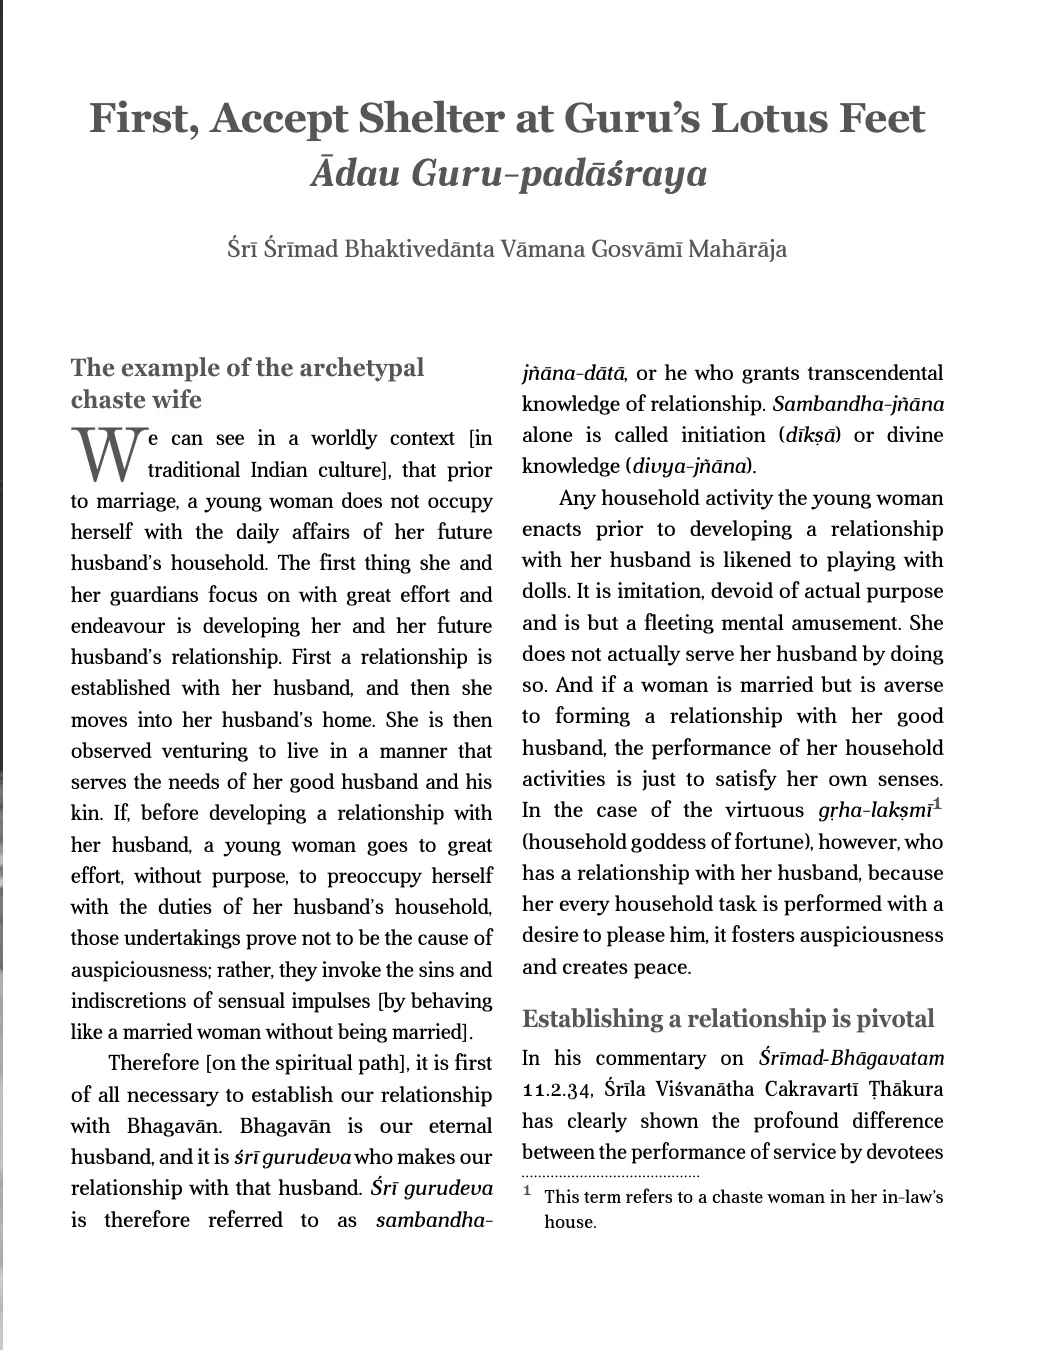 First, Accept Shelter at Guru’s Lotus Feet
Ādau Guru-padāśraya
Śrī Śrīmad Bhaktivedānta Vāmana Gosvāmī Mahārāja
The example of the archetypal
chaste wife
We can see in a worldly context [in
traditional Indian culture], that prior
to marriage, a young woman does not occupy
herself with the daily affairs of her future
husband’s household. The first thing she and
her guardians focus on with great effort and
endeavour is developing her and her future
husband’s relationship. First a relationship is
established with her husband, and then she
moves into her husband’s home. She is then
observed venturing to live in a manner that
serves the needs of her good husband and his
kin. If, before developing a relationship with
her husband, a young woman goes to great
effort, without purpose, to preoccupy herself
with the duties of her husband’s household,
those undertakings prove not to be the cause of
auspiciousness; rather, they invoke the sins and
indiscretions of sensual impulses [by behaving
like a married woman without being married].
Therefore [on the spiritual path], it is first
of all necessary to establish our relationship
with Bhagavān. Bhagavān is our eternal
husband, and it is śrī gurudeva who makes our
relationship with that husband. Śrī gurudeva
is therefore referred to as sambandha-
jñāna-dātā, or he who grants transcendental
knowledge of relationship. Sambandha-jñāna
alone is called initiation (dīkṣā) or divine
knowledge (divya-jñāna).
Any household activity the young woman
enacts prior to developing a relationship
with her husband is likened to playing with
dolls. It is imitation, devoid of actual purpose
and is but a fleeting mental amusement. She
does not actually serve her husband by doing
so. And if a woman is married but is averse
to forming a relationship with her good
husband, the performance of her household
activities is just to satisfy her own senses.
In the case of the virtuous gṛha-lakṣmī¹
(household goddess of fortune), however, who
has a relationship with her husband, because
her every household task is performed with a
desire to please him, it fosters auspiciousness
and creates peace.
Establishing a relationship is pivotal
In his commentary on Śrīmad-Bhāgavatam
11.2.34, Śrīla Viśvanātha Cakravartī Ṭhākura
has clearly shown the profound difference
between the performance of service by devotees
¹ This term refers to a chaste woman in her in-law’s
house.